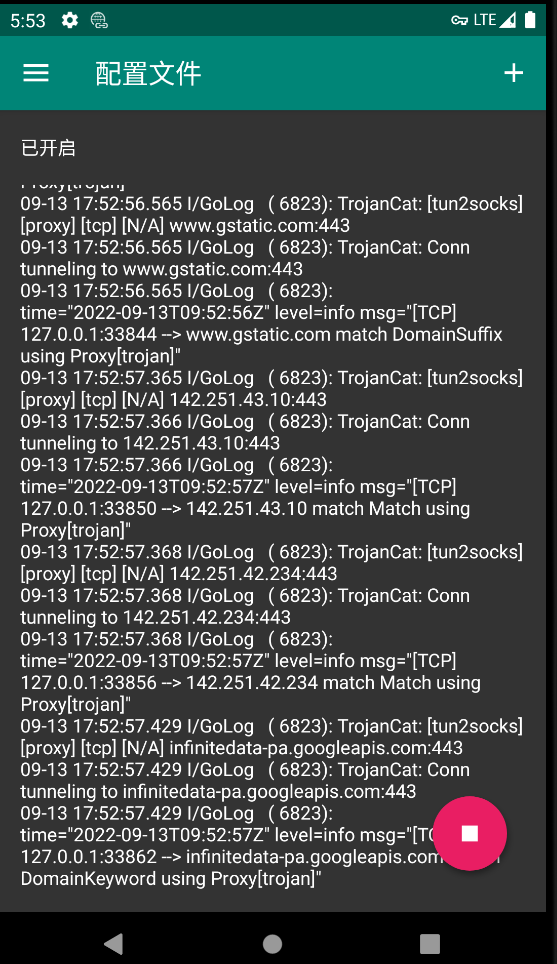 5:53 LTE
配置文件
已开启
Proxy[trojan]"
09-13 17:52:56.565 I/GoLog ( 6823): TrojanCat: [tun2socks]
[proxy] [tcp] [N/A] www.gstatic.com:443
09-13 17:52:56.565 I/GoLog ( 6823): TrojanCat: Conn
tunneling to www.gstatic.com:443
09-13 17:52:56.565 I/GoLog ( 6823):
time="2022-09-13T09:52:56Z" level=info msg="[TCP]
127.0.0.1:33844 --> www.gstatic.com match DomainSuffix
using Proxy[trojan]"
09-13 17:52:57.365 I/GoLog ( 6823): TrojanCat: [tun2socks]
[proxy] [tcp] [N/A] 142.251.43.10:443
09-13 17:52:57.366 I/GoLog ( 6823): TrojanCat: Conn
tunneling to 142.251.43.10:443
09-13 17:52:57.366 I/GoLog ( 6823):
time="2022-09-13T09:52:57Z" level=info msg="[TCP]
127.0.0.1:33850 --> 142.251.43.10 match Match using
Proxy[trojan]"
09-13 17:52:57.368 I/GoLog ( 6823): TrojanCat: [tun2socks]
[proxy] [tcp] [N/A] 142.251.42.234:443
09-13 17:52:57.368 I/GoLog ( 6823): TrojanCat: Conn
tunneling to 142.251.42.234:443
09-13 17:52:57.368 I/GoLog ( 6823):
time="2022-09-13T09:52:57Z" level=info msg="[TCP]
127.0.0.1:33856 --> 142.251.42.234 match Match using
Proxy[trojan]"
09-13 17:52:57.429 I/GoLog ( 6823): TrojanCat: [tun2socks]
[proxy] [tcp] [N/A] infinitedata-pa.googleapis.com:443
09-13 17:52:57.429 I/GoLog ( 6823): TrojanCat: Conn
tunneling to infinitedata-pa.googleapis.com:443
09-13 17:52:57.429 I/GoLog ( 6823):
time="2022-09-13T09:52:57Z" level=info
127.0.0.1:33862 --> infinitedata-pa.googleapis.com
DomainKeyword using Proxy[trojan]"